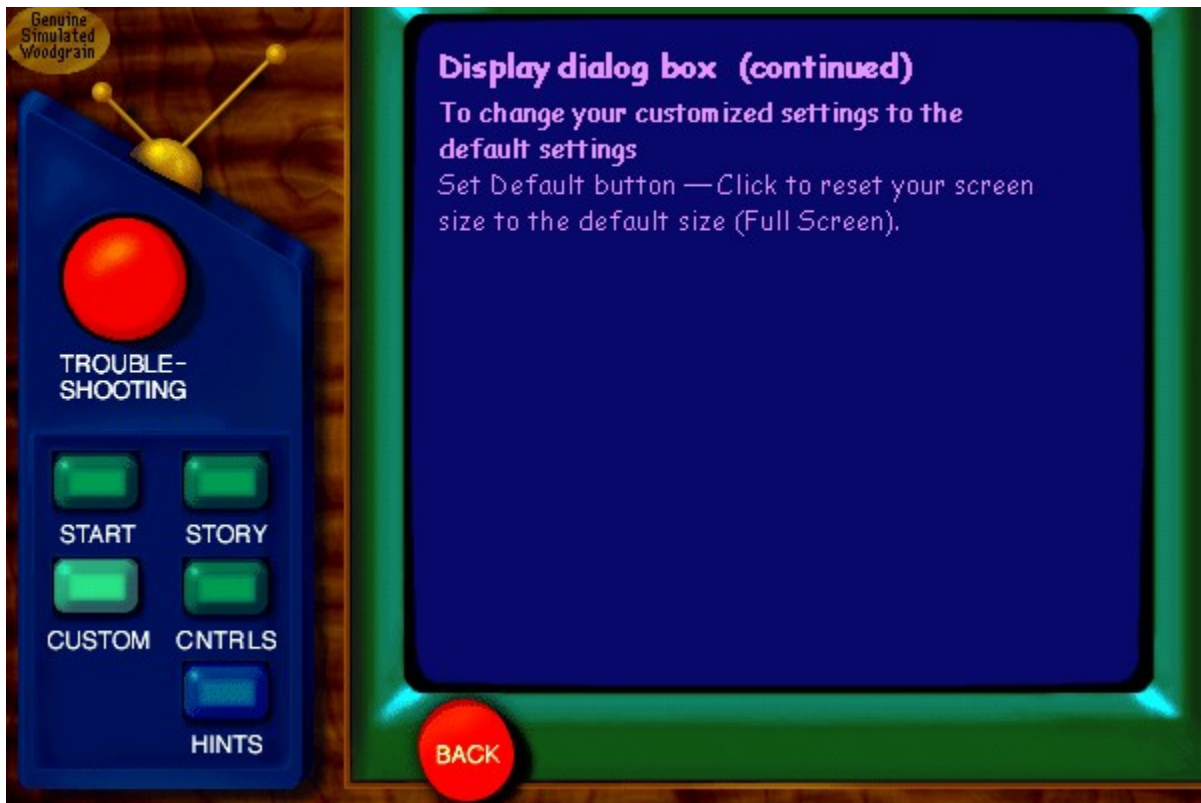 Genuine
Simulated
Woodgrain
TROUBLE-
SHOOTING
START STORY
CUSTOM CNTRLS
HINTS
Display dialog box (continued)
To change your customized settings to the
default settings
Set Default button — Click to reset your screen
size to the default size (Full Screen).
BACK